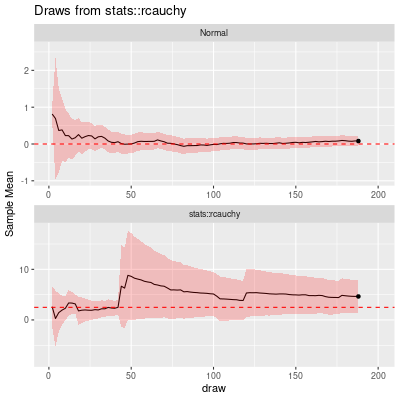 Draws from stats::rcauchy
Normal
2
1
0
-1
0 50 100 150 200
stats::rcauchy
10
0
0 50 100 150 200
Sample Mean
draw